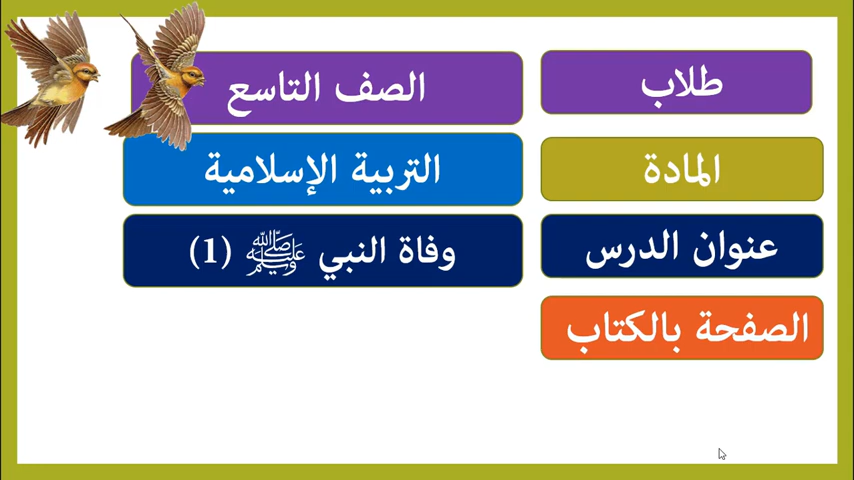 طلاب الصف التاسع
المادة التربية الإسلامية
عنوان الدرس وفاة النبي ﷺ (1)
الصفحة بالكتاب